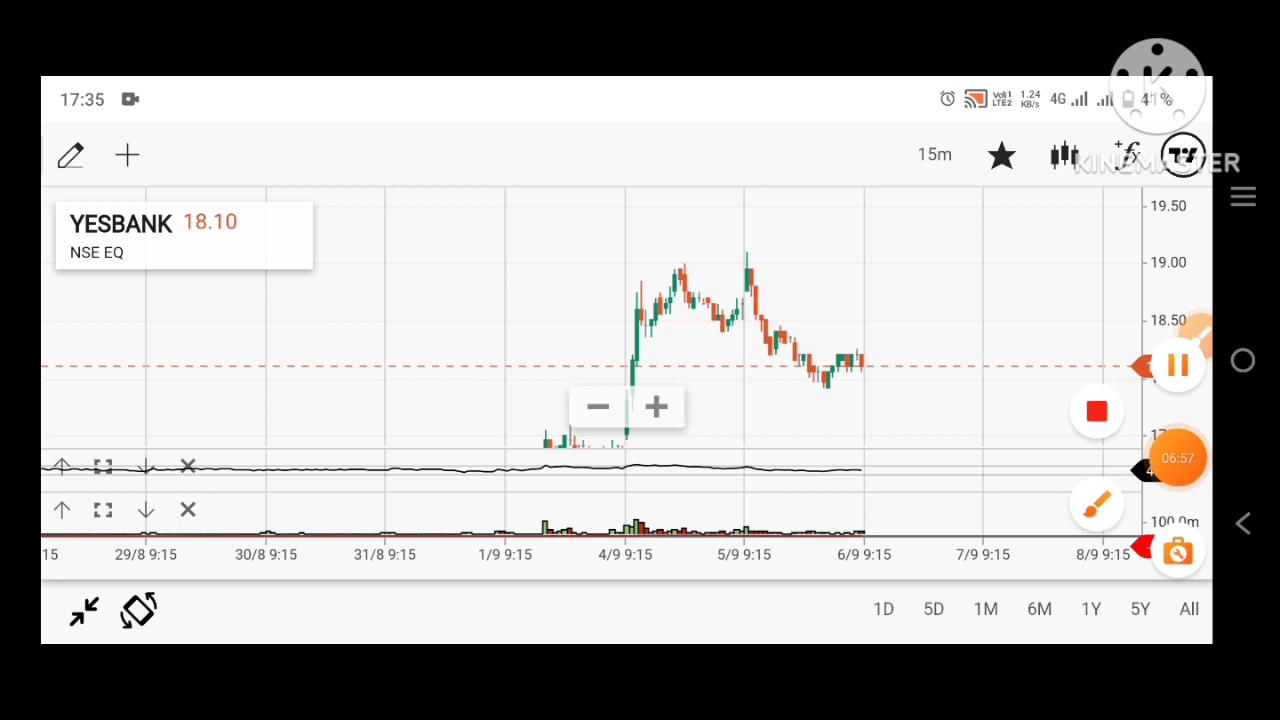 17:35 Vol1 LTE2 1.24 KB/s 4G 41%
15m
KINEMASTER
YESBANK 18.10
NSE EQ
19.50
19.00
18.50
06:57
100.0m
15 29/8 9:15 30/8 9:15 31/8 9:15 1/9 9:15 4/9 9:15 5/9 9:15 6/9 9:15 7/9 9:15 8/9 9:15
1D 5D 1M 6M 1Y 5Y All